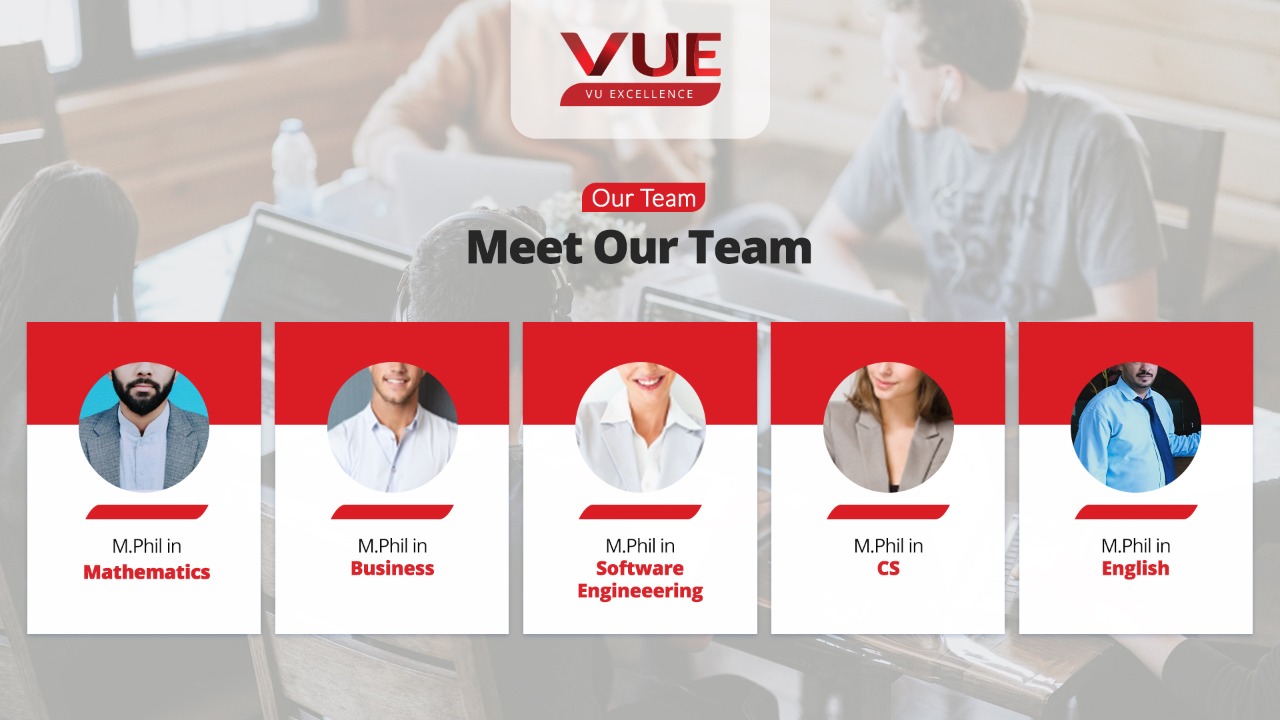 VUE
VU EXCELLENCE
Our Team
Meet Our Team
M.Phil in
Mathematics
M.Phil in
Business
M.Phil in
Software
Engineeering
M.Phil in
CS
M.Phil in
English